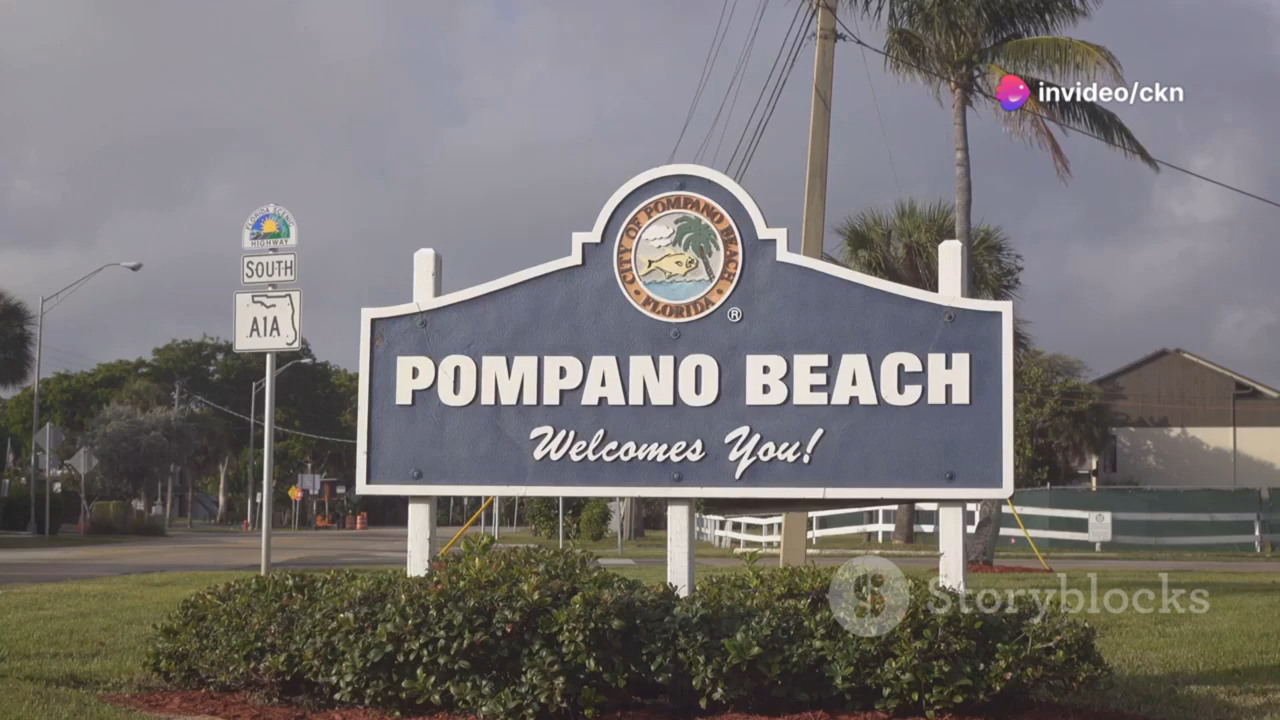 invideo/ckn
FLORIDA SCENIC
HIGHWAY
SOUTH
A1A
CITY OF POMPANO BEACH
FLORIDA
®
POMPANO BEACH
Welcomes You!
Storyblocks